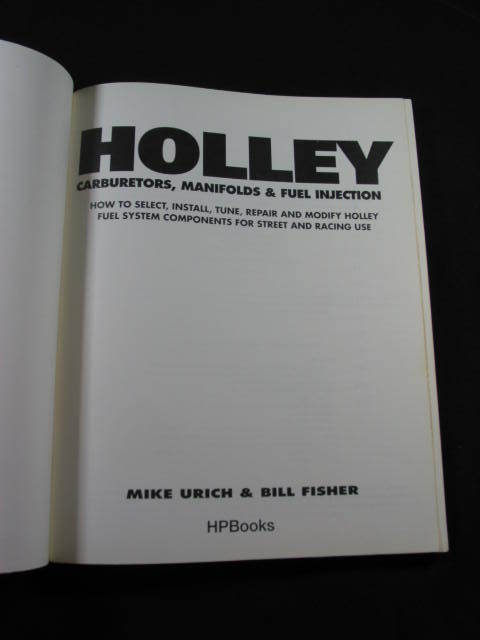 HOLLEY
CARBURETORS, MANIFOLDS & FUEL INJECTION
HOW TO SELECT, INSTALL, TUNE, REPAIR AND MODIFY HOLLEY
FUEL SYSTEM COMPONENTS FOR STREET AND RACING USE
MIKE URICH & BILL FISHER
HPBooks